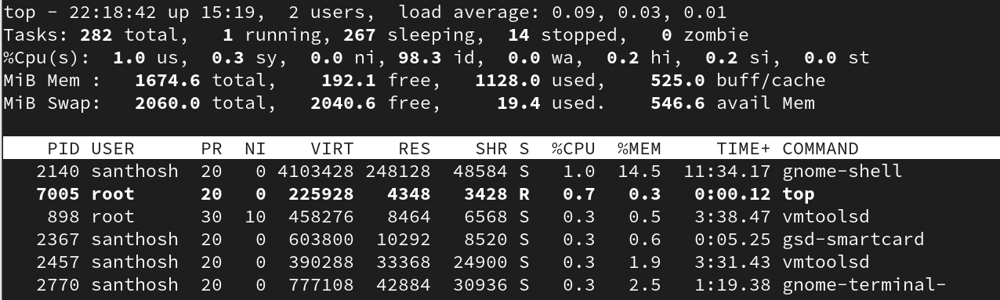 top - 22:18:42 up 15:19,  2 users,  load average: 0.09, 0.03, 0.01
Tasks: 282 total,   1 running, 267 sleeping,  14 stopped,   0 zombie
%Cpu(s):  1.0 us,  0.3 sy,  0.0 ni, 98.3 id,  0.0 wa,  0.2 hi,  0.2 si,  0.0 st
MiB Mem :   1674.6 total,    192.1 free,   1128.0 used,    525.0 buff/cache
MiB Swap:   2060.0 total,   2040.6 free,     19.4 used.    546.6 avail Mem
    PID USER      PR  NI    VIRT    RES    SHR S  %CPU  %MEM     TIME+ COMMAND
   2140 santhosh  20   0 4103428 248128  48584 S   1.0  14.5  11:34.17 gnome-shell
   7005 root      20   0  225928   4348   3428 R   0.7   0.3   0:00.12 top
    898 root      30  10  458276   8464   6568 S   0.3   0.5   3:38.47 vmtoolsd
   2367 santhosh  20   0  603800  10292   8520 S   0.3   0.6   0:05.25 gsd-smartcard
   2457 santhosh  20   0  390288  33368  24900 S   0.3   1.9   3:31.43 vmtoolsd
   2770 santhosh  20   0  777108  42884  30936 S   0.3   2.5   1:19.38 gnome-terminal-